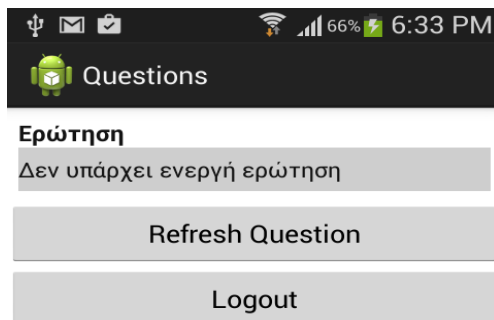 66% 6:33 PM
Questions
Ερώτηση
Δεν υπάρχει ενεργή ερώτηση
Refresh Question
Logout